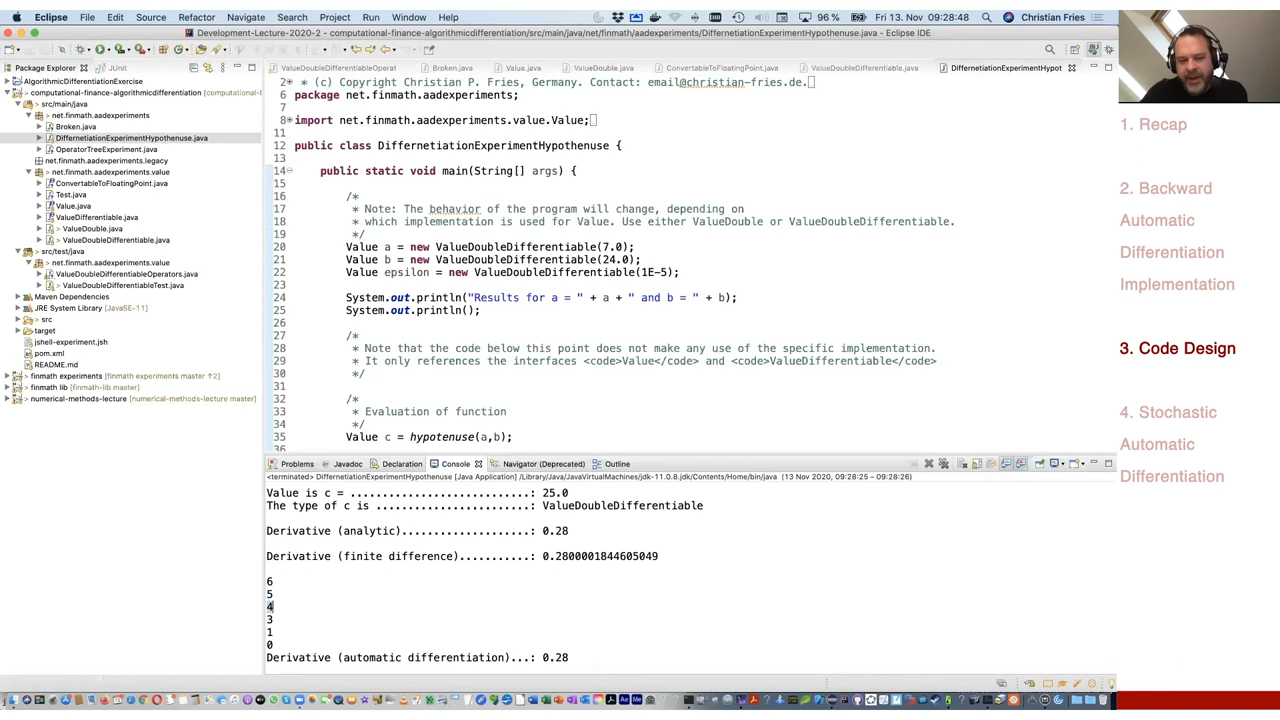 Eclipse File Edit Source Refactor Navigate Search Project Run Window Help 96 % Fri 13. Nov 09:28:48 Christian Fries
Development-Lecture-2020-2 - computational-finance-algorithmicdifferentiation/src/main/java/net/finmath/aadexperiments/DiffernetiationExperimentHypothenuse.java - Eclipse IDE
Package Explorer JUnit
AlgorithmicDifferentiationExercise
computational-finance-algorithmicdifferentiation [computational-f
src/main/java
net.finmath.aadexperiments
Broken.java
DiffernetiationExperimentHypothenuse.java
OperatorTreeExperiment.java
net.finmath.aadexperiments.legacy
net.finmath.aadexperiments.value
ConvertableToFloatingPoint.java
Test.java
Value.java
ValueDifferentiable.java
> ValueDouble.java
> ValueDoubleDifferentiable.java
src/test/java
> net.finmath.aadexperiments.value
ValueDoubleDifferentiableOperators.java
> ValueDoubleDifferentiableTest.java
Maven Dependencies
JRE System Library [JavaSE-11]
> src
target
jshell-experiment.jsh
pom.xml
README.md
> finmath experiments [finmath experiments master ↑2]
finmath lib [finmath-lib master]
> numerical-methods-lecture [numerical-methods-lecture master]
ValueDoubleDifferentiableOperat Broken.java Value.java ValueDouble.java ConvertableToFloatingPoint.java ValueDoubleDifferentiable.java DiffernetiationExperimentHypot
2 * (c) Copyright Christian P. Fries, Germany. Contact: email@christian-fries.de.
6 package net.finmath.aadexperiments;
7
8 import net.finmath.aadexperiments.value.Value;
11
12 public class DiffernetiationExperimentHypothenuse {
13
14 public static void main(String[] args) {
15
16 /*
17 * Note: The behavior of the program will change, depending on
18 * which implementation is used for Value. Use either ValueDouble or ValueDoubleDifferentiable.
19 */
20 Value a = new ValueDoubleDifferentiable(7.0);
21 Value b = new ValueDoubleDifferentiable(24.0);
22 Value epsilon = new ValueDoubleDifferentiable(1E-5);
23
24 System.out.println("Results for a = " + a + " and b = " + b);
25 System.out.println();
26
27 /*
28 * Note that the code below this point does not make any use of the specific implementation.
29 * It only references the interfaces <code>Value</code> and <code>ValueDifferentiable</code>
30 */
31
32 /*
33 * Evaluation of function
34 */
35 Value c = hypotenuse(a,b);
36
Problems Javadoc Declaration Console Navigator (Deprecated) Outline
<terminated> DiffernetiationExperimentHypothenuse [Java Application] /Library/Java/JavaVirtualMachines/jdk-11.0.8.jdk/Contents/Home/bin/java (13 Nov 2020, 09:28:25 – 09:28:26)
Value is c = ............................: 25.0
The type of c is ........................: ValueDoubleDifferentiable
Derivative (analytic)....................: 0.28
Derivative (finite difference)...........: 0.2800001844605049
6
5
4
3
1
0
Derivative (automatic differentiation)...: 0.28
1. Recap
2. Backward
Automatic
Differentiation
Implementation
3. Code Design
4. Stochastic
Automatic
Differentiation